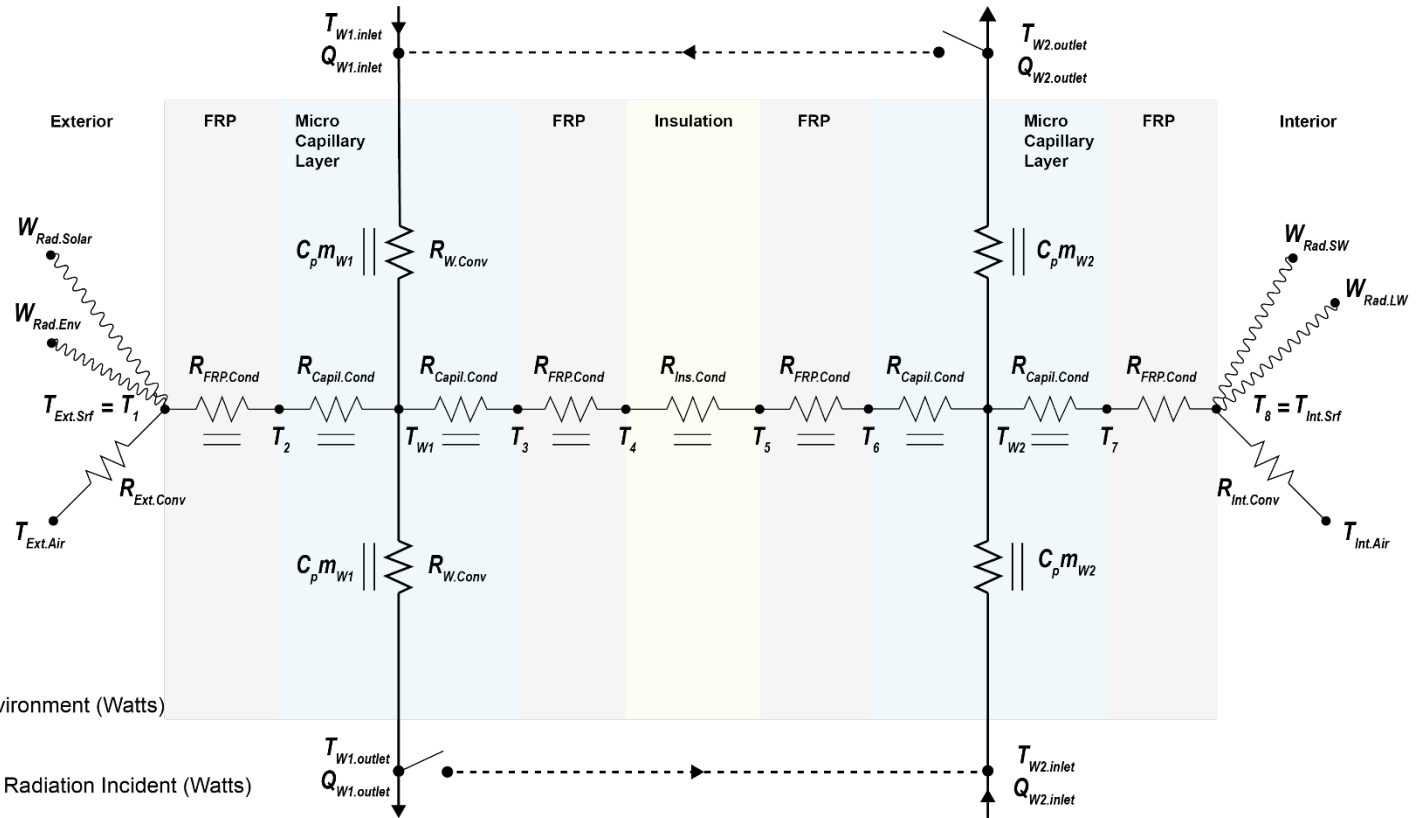 T_W1.inlet
Q_W1.inlet
T_W2.outlet
Q_W2.outlet
Exterior
FRP
Micro
Capillary
Layer
FRP
Insulation
FRP
Micro
Capillary
Layer
FRP
Interior
W_Rad.Solar
C_p m_W1
R_W.Conv
C_p m_W2
W_Rad.SW
W_Rad.LW
W_Rad.Env
R_FRP.Cond
R_Capil.Cond
R_Capil.Cond
R_FRP.Cond
R_Ins.Cond
R_FRP.Cond
R_Capil.Cond
R_Capil.Cond
R_FRP.Cond
T_Ext.Srf = T_1
T_2
T_W1
T_3
T_4
T_5
T_6
T_W2
T_7
T_8 = T_Int.Srf
R_Ext.Conv
R_Int.Conv
T_Ext.Air
T_Int.Air
C_p m_W1
R_W.Conv
C_p m_W2
vironment (Watts)
T_W1.outlet
Q_W1.outlet
T_W2.inlet
Q_W2.inlet
Radiation Incident (Watts)